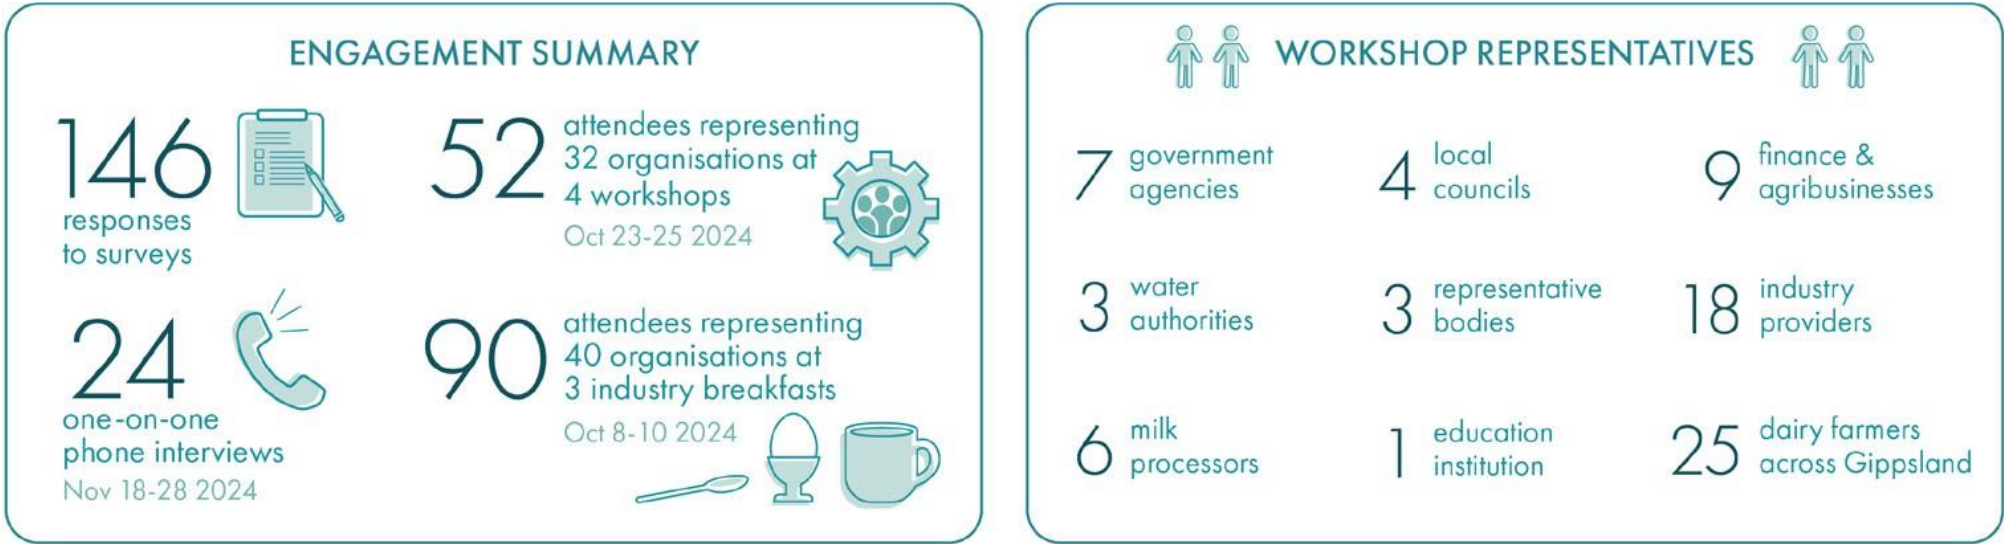 ENGAGEMENT SUMMARY
146
responses
to surveys
52
attendees representing
32 organisations at
4 workshops
Oct 23-25 2024
24
one-on-one
phone interviews
Nov 18-28 2024
90
attendees representing
40 organisations at
3 industry breakfasts
Oct 8-10 2024
WORKSHOP REPRESENTATIVES
7
government
agencies
4
local
councils
9
finance &
agribusinesses
3
water
authorities
3
representative
bodies
18
industry
providers
6
milk
processors
1
education
institution
25
dairy farmers
across Gippsland